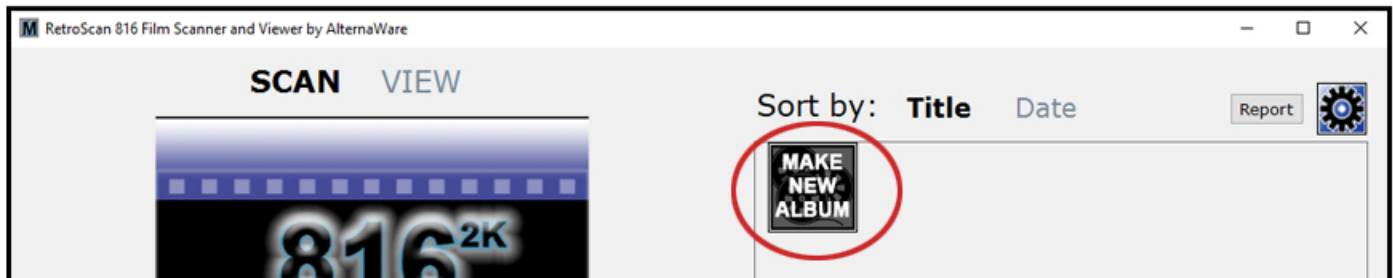 M RetroScan 816 Film Scanner and Viewer by AlternaWare
SCAN VIEW
Sort by: Title Date Report
MAKE
NEW
ALBUM
816 2K